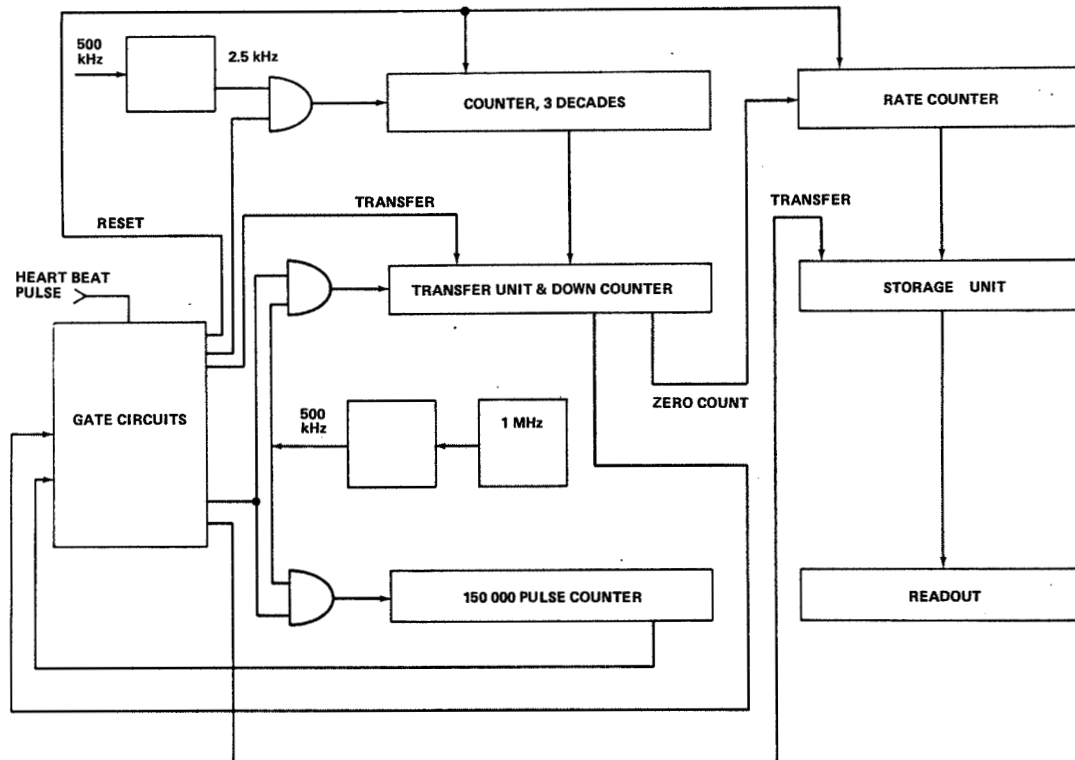 500
kHz
2.5 kHz
COUNTER, 3 DECADES
RATE COUNTER
TRANSFER
TRANSFER
RESET
HEART BEAT
PULSE
TRANSFER UNIT & DOWN COUNTER
STORAGE UNIT
ZERO COUNT
GATE CIRCUITS
500
kHz
1 MHz
150 000 PULSE COUNTER
READOUT